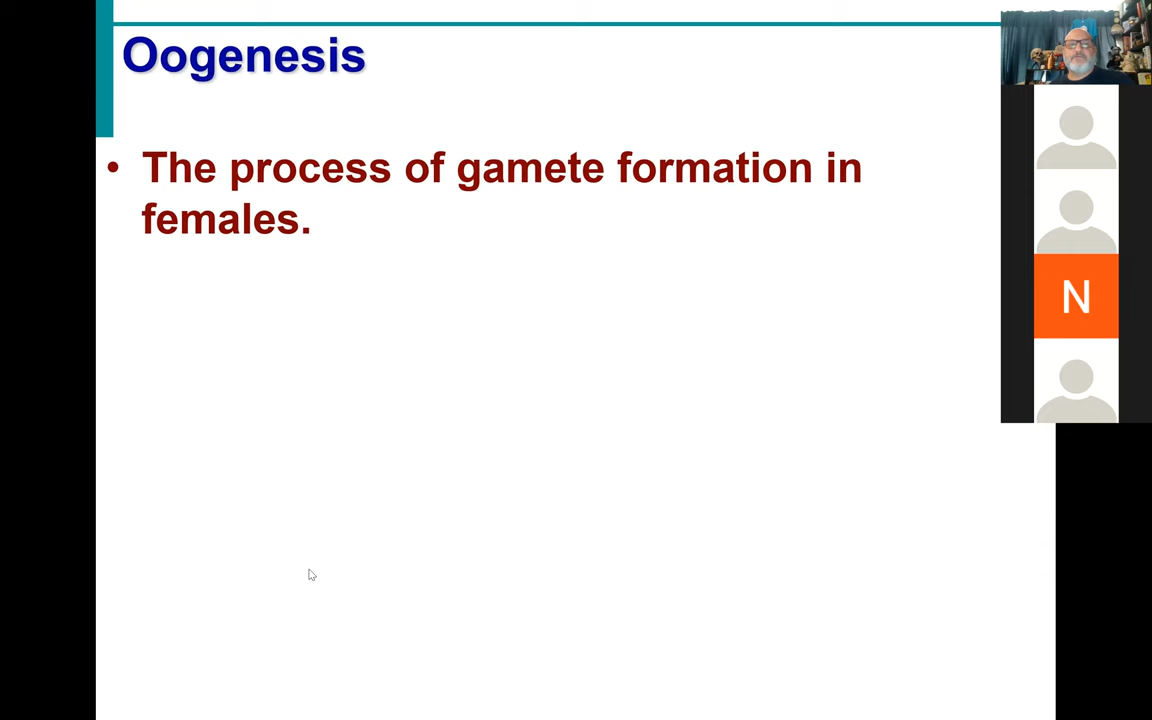 Oogenesis
• The process of gamete formation in
females.
N